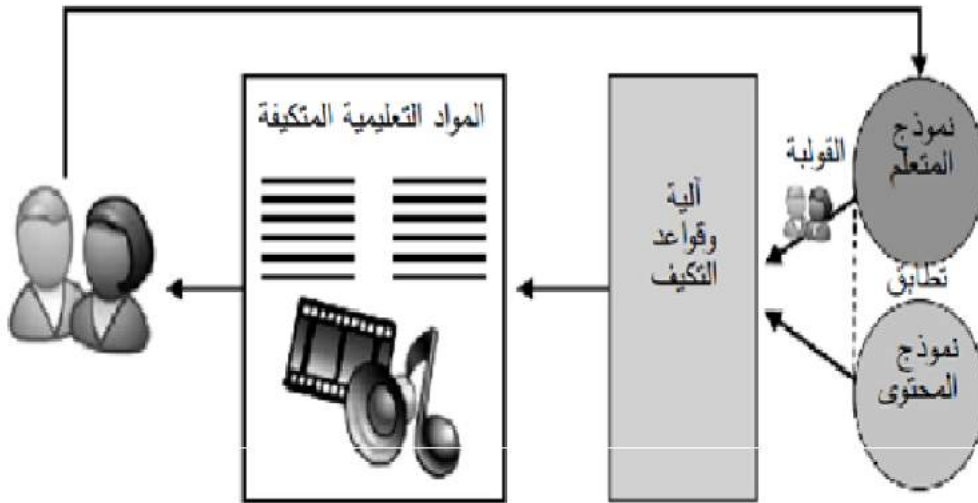 المواد التعليمية المتكيفة
نموذج
المتعلم
القولبة
آلية
وقواعد
التكيف
تطابق
نموذج
المحتوى